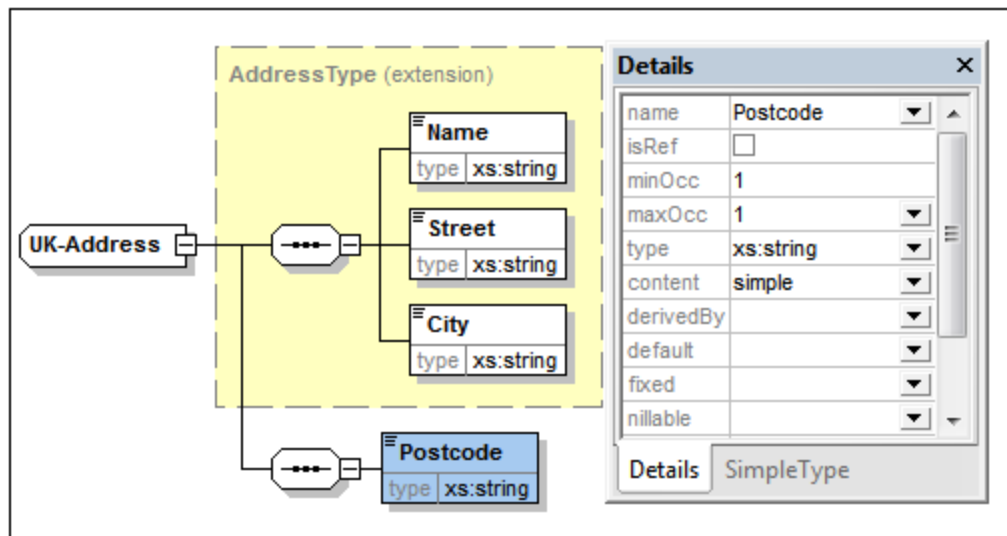 AddressType (extension)
Name
type xs:string
Street
type xs:string
City
type xs:string
UK-Address
Postcode
type xs:string
Details
name Postcode
isRef
minOcc 1
maxOcc 1
type xs:string
content simple
derivedBy
default
fixed
nillable
Details SimpleType